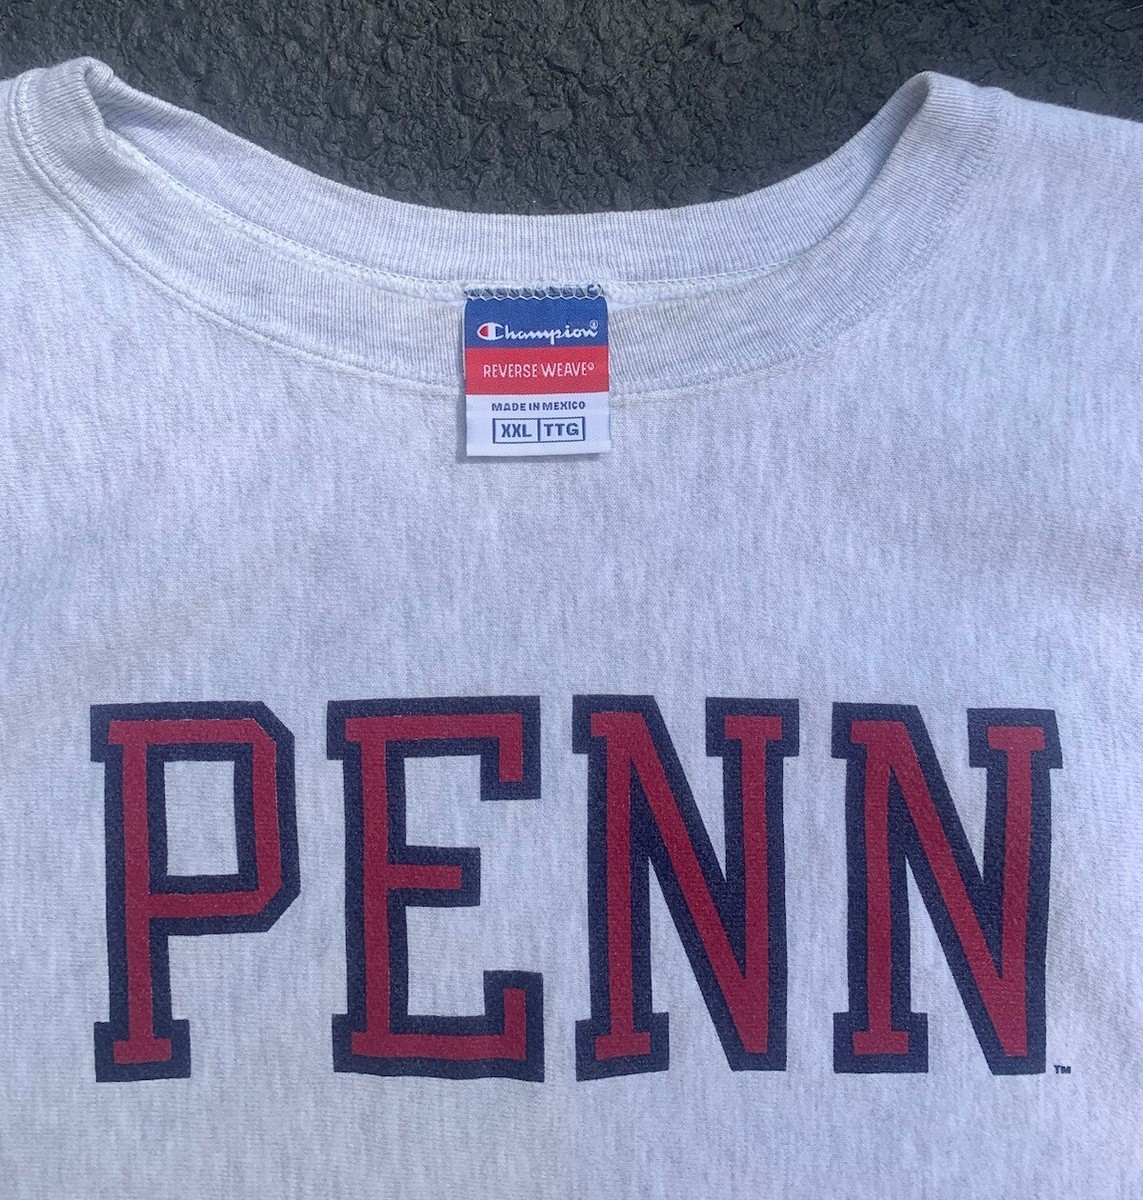 Champion®
REVERSE WEAVE®
MADE IN MEXICO
XXL TTG
PENN
™